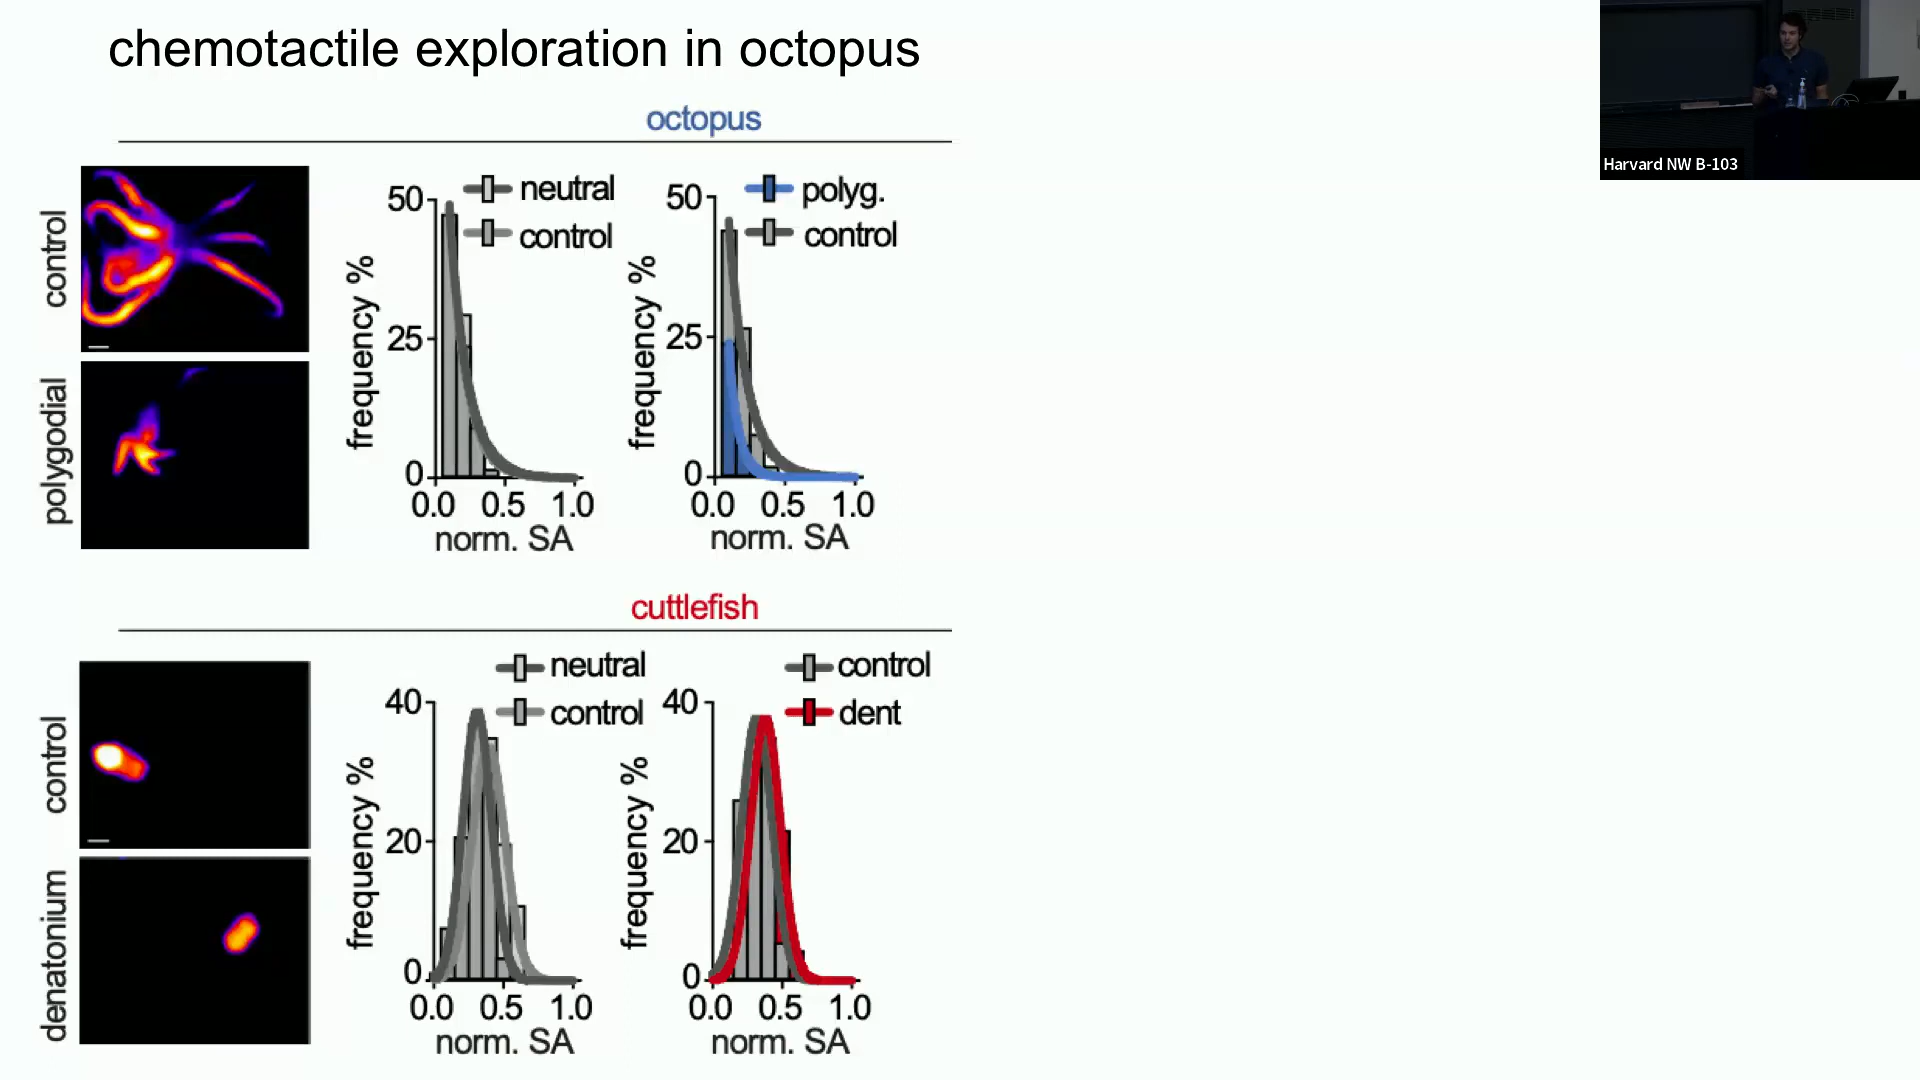 chemotactile exploration in octopus
Harvard NW B-103
octopus
control
polygodial
50
25
0
frequency %
neutral
control
0.0 0.5 1.0
norm. SA
50
25
0
frequency %
polyg.
control
0.0 0.5 1.0
norm. SA
cuttlefish
control
denatonium
40
20
0
frequency %
neutral
control
0.0 0.5 1.0
norm. SA
40
20
0
frequency %
control
dent
0.0 0.5 1.0
norm. SA